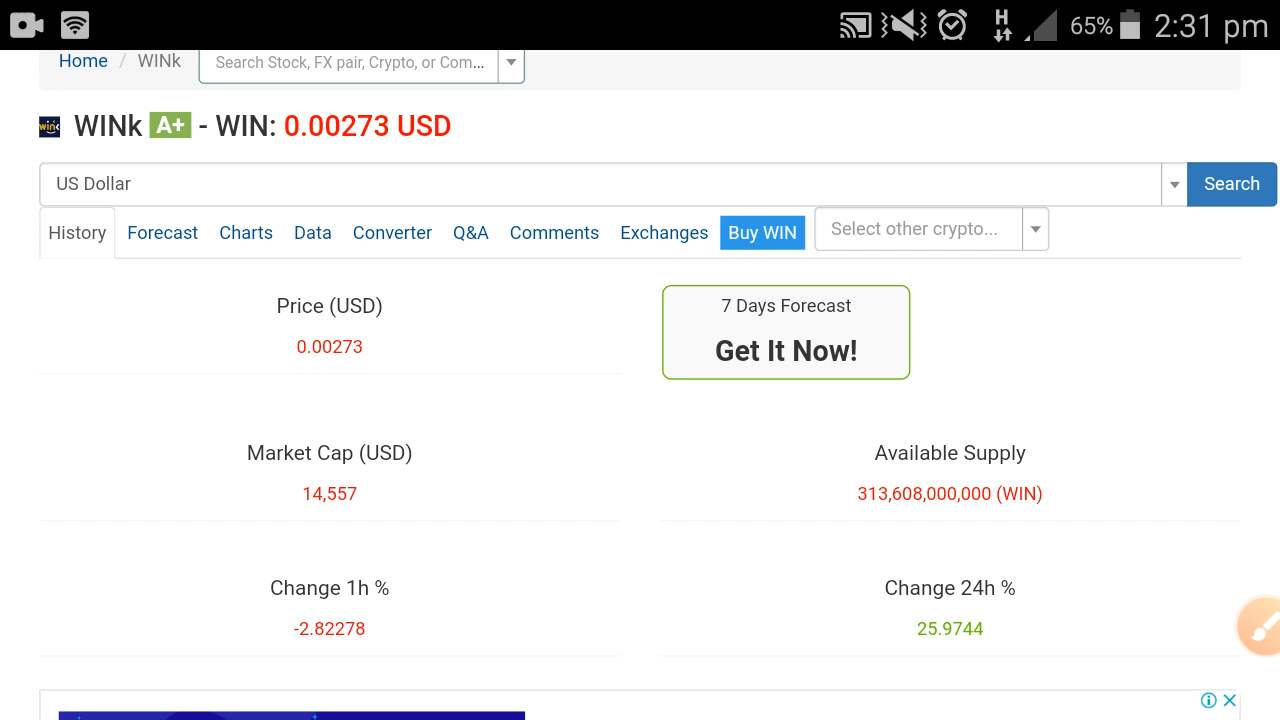 65% 2:31 pm
Home / WINk Search Stock, FX pair, Crypto, or Com...
WINk A+ - WIN: 0.00273 USD
US Dollar Search
History Forecast Charts Data Converter Q&A Comments Exchanges Buy WIN Select other crypto...
Price (USD)
0.00273
7 Days Forecast
Get It Now!
Market Cap (USD)
14,557
Available Supply
313,608,000,000 (WIN)
Change 1h %
-2.82278
Change 24h %
25.9744